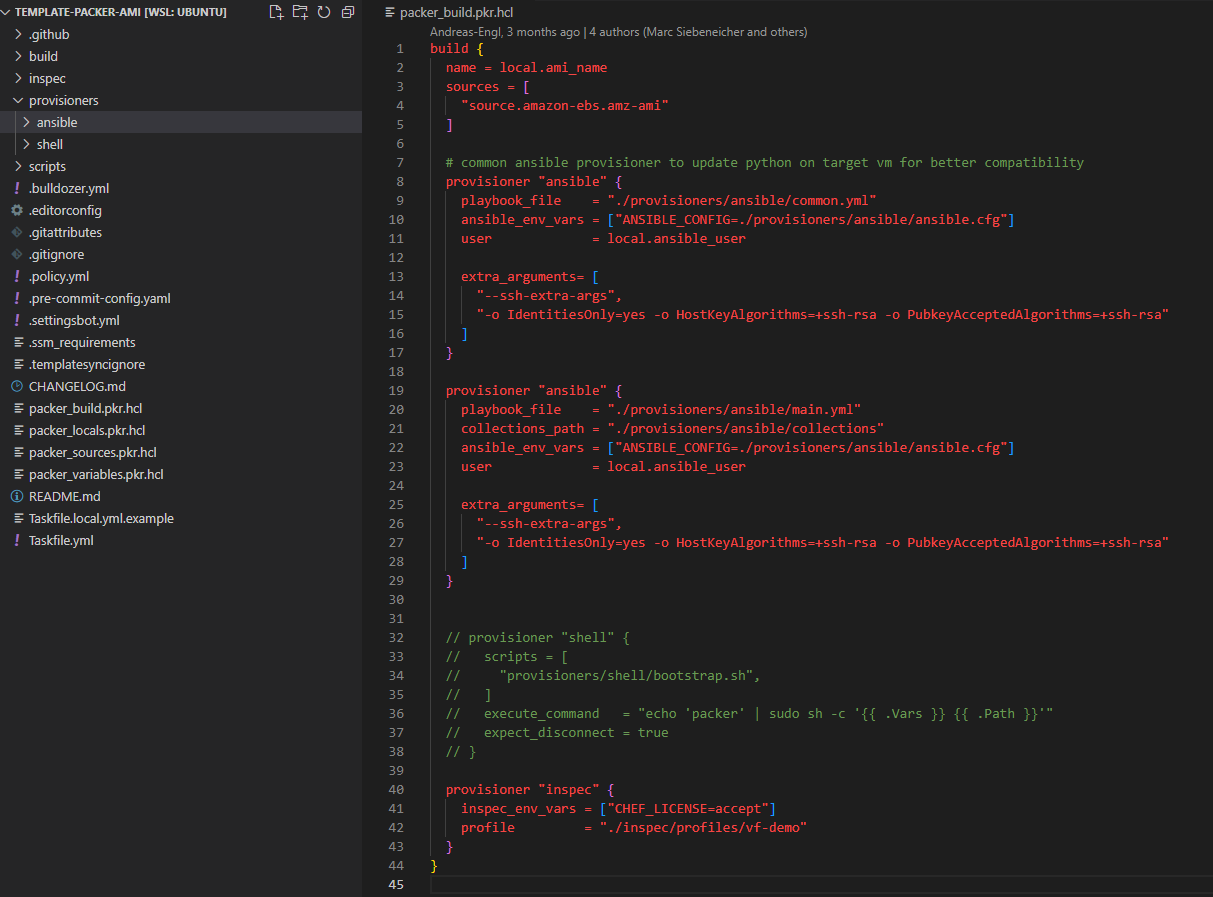 TEMPLATE-PACKER-AMI [WSL: UBUNTU]
.github
build
inspec
provisioners
ansible
shell
scripts
.bulldozer.yml
.editorconfig
.gitattributes
.gitignore
.policy.yml
.pre-commit-config.yaml
.settingsbot.yml
.ssm_requirements
.templatesyncignore
CHANGELOG.md
packer_build.pkr.hcl
packer_locals.pkr.hcl
packer_sources.pkr.hcl
packer_variables.pkr.hcl
README.md
Taskfile.local.yml.example
Taskfile.yml
packer_build.pkr.hcl
Andreas-Engl, 3 months ago | 4 authors (Marc Siebeneicher and others)
1 build {
2   name = local.ami_name
3   sources = [
4     "source.amazon-ebs.amz-ami"
5   ]
6
7   # common ansible provisioner to update python on target vm for better compatibility
8   provisioner "ansible" {
9     playbook_file    = "./provisioners/ansible/common.yml"
10     ansible_env_vars = ["ANSIBLE_CONFIG=./provisioners/ansible/ansible.cfg"]
11     user             = local.ansible_user
12
13     extra_arguments= [
14       "--ssh-extra-args",
15       "-o IdentitiesOnly=yes -o HostKeyAlgorithms=+ssh-rsa -o PubkeyAcceptedAlgorithms=+ssh-rsa"
16     ]
17   }
18
19   provisioner "ansible" {
20     playbook_file    = "./provisioners/ansible/main.yml"
21     collections_path = "./provisioners/ansible/collections"
22     ansible_env_vars = ["ANSIBLE_CONFIG=./provisioners/ansible/ansible.cfg"]
23     user             = local.ansible_user
24
25     extra_arguments= [
26       "--ssh-extra-args",
27       "-o IdentitiesOnly=yes -o HostKeyAlgorithms=+ssh-rsa -o PubkeyAcceptedAlgorithms=+ssh-rsa"
28     ]
29   }
30
31
32   // provisioner "shell" {
33   //   scripts = [
34   //     "provisioners/shell/bootstrap.sh",
35   //   ]
36   //   execute_command   = "echo 'packer' | sudo sh -c '{{ .Vars }} {{ .Path }}'"
37   //   expect_disconnect = true
38   // }
39
40   provisioner "inspec" {
41     inspec_env_vars = ["CHEF_LICENSE=accept"]
42     profile         = "./inspec/profiles/vf-demo"
43   }
44 }
45